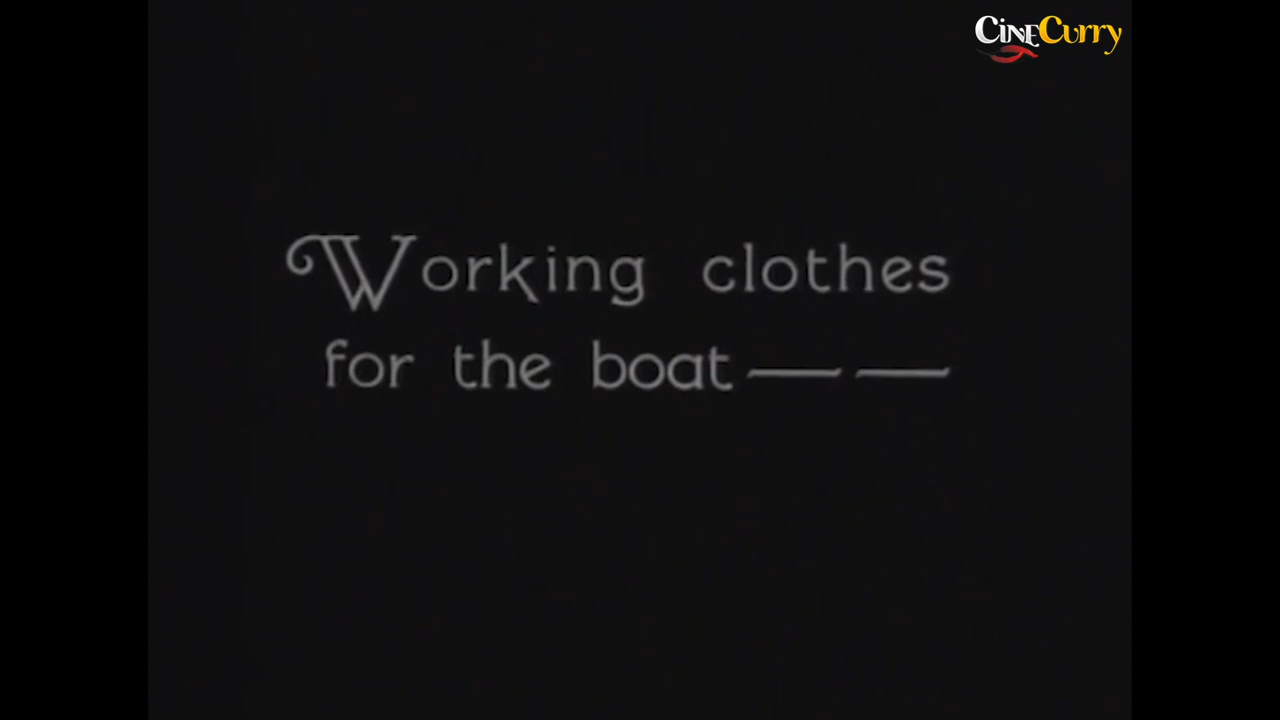 CineCurry
Working clothes
for the boat — —